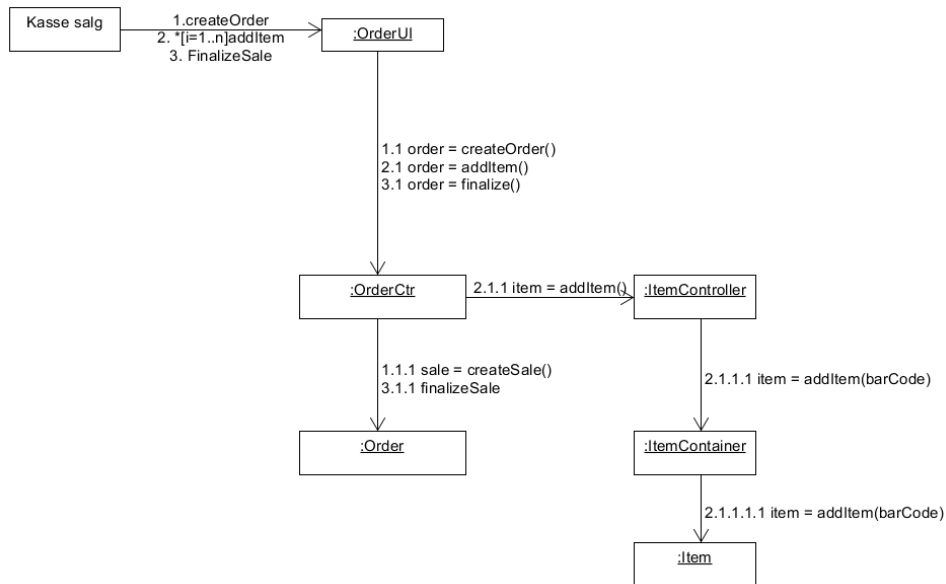 Kasse salg
1.createOrder
2. *[i=1..n]addItem
3. FinalizeSale
:OrderUI
1.1 order = createOrder()
2.1 order = addItem()
3.1 order = finalize()
:OrderCtr
2.1.1 item = addItem()
:ItemController
1.1.1 sale = createSale()
3.1.1 finalizeSale
2.1.1.1 item = addItem(barCode)
:Order
:ItemContainer
2.1.1.1.1 item = addItem(barCode)
:Item